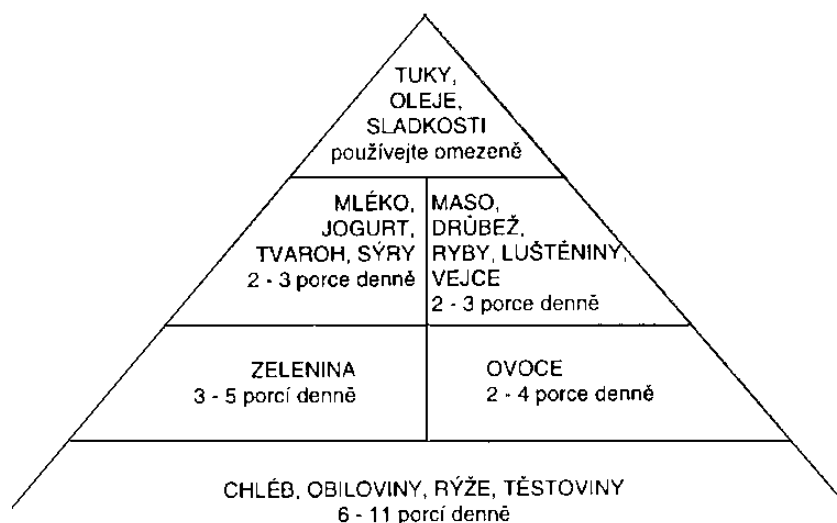 TUKY,
OLEJE,
SLADKOSTI
používejte omezeně
MLÉKO,
JOGURT,
TVAROH, SÝRY
2 - 3 porce denně
MASO,
DRŮBEŽ,
RYBY, LUŠTĚNINY,
VEJCE
2 - 3 porce denně
ZELENINA
3 - 5 porcí denně
OVOCE
2 - 4 porce denně
CHLÉB, OBILOVINY, RÝŽE, TĚSTOVINY
6 - 11 porcí denně